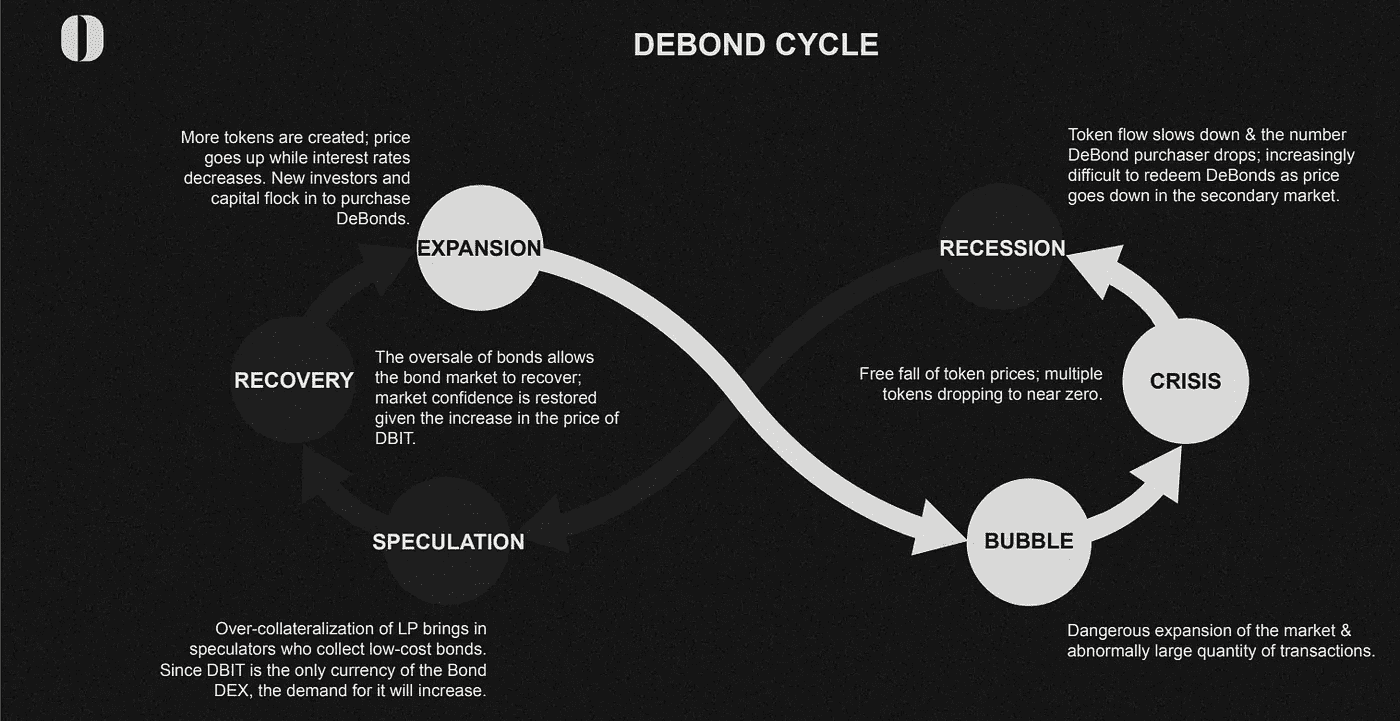 DEBOND CYCLE
More tokens are created; price
goes up while interest rates
decreases. New investors and
capital flock in to purchase
DeBonds.
EXPANSION
Token flow slows down & the number
DeBond purchaser drops; increasingly
difficult to redeem DeBonds as price
goes down in the secondary market.
RECESSION
RECOVERY
The oversale of bonds allows
the bond market to recover;
market confidence is restored
given the increase in the price of
DBIT.
Free fall of token prices; multiple
tokens dropping to near zero.
CRISIS
SPECULATION
BUBBLE
Over-collateralization of LP brings in
speculators who collect low-cost bonds.
Since DBIT is the only currency of the Bond
DEX, the demand for it will increase.
Dangerous expansion of the market &
abnormally large quantity of transactions.